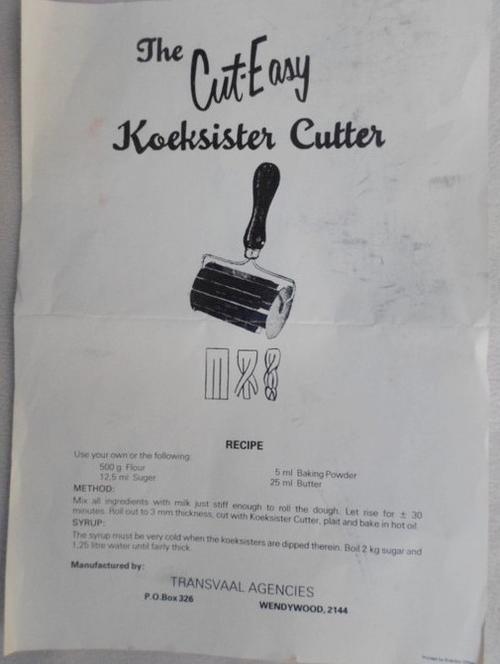 The Cut-Easy
Koeksister Cutter
RECIPE
Use your own or the following:
500 g Flour
5 ml Baking Powder
12,5 ml Suger
25 ml Butter
METHOD:
Mix all ingredients with milk just stiff enough to roll the dough. Let rise for ± 30
minutes. Roll out to 3 mm thickness, cut with Koeksister Cutter, plait and bake in hot oil.
SYRUP:
The syrup must be very cold when the koeksisters are dipped therein. Boil 2 kg sugar and
1,25 litre water until fairly thick.
Manufactured by:
TRANSVAAL AGENCIES
P.O.Box 326
WENDYWOOD, 2144